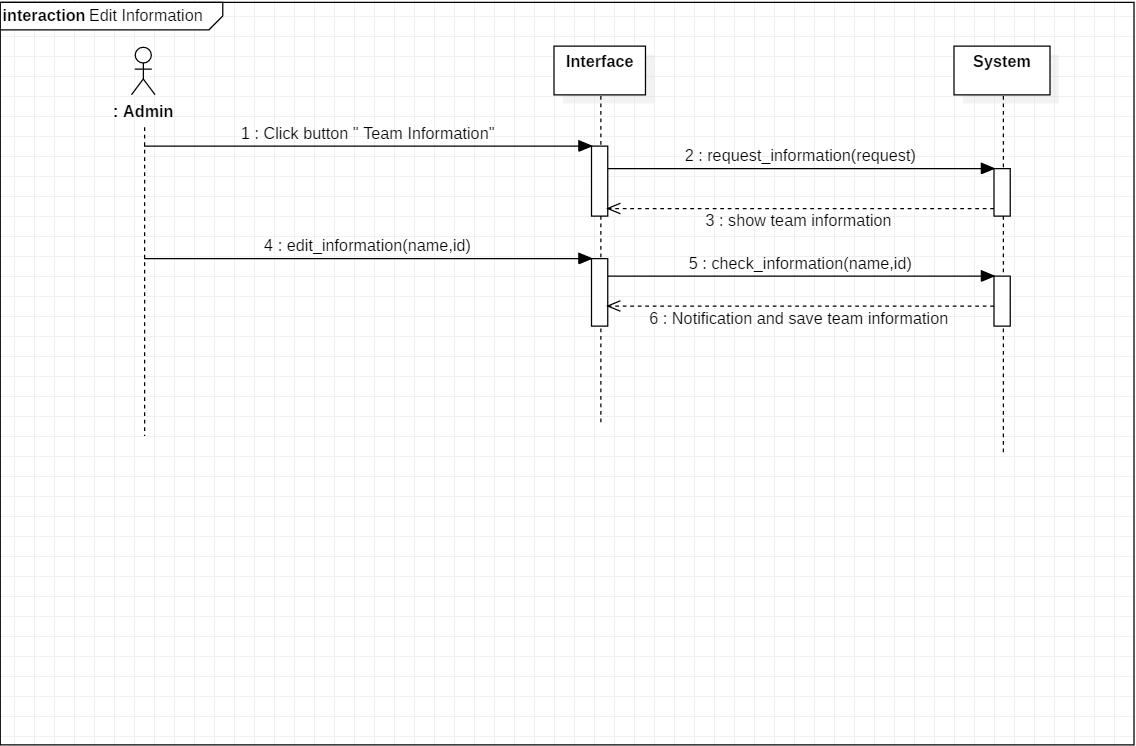 interaction Edit Information
Interface
System
: Admin
1 : Click button " Team Information"
2 : request_information(request)
3 : show team information
4 : edit_information(name,id)
5 : check_information(name,id)
6 : Notification and save team information